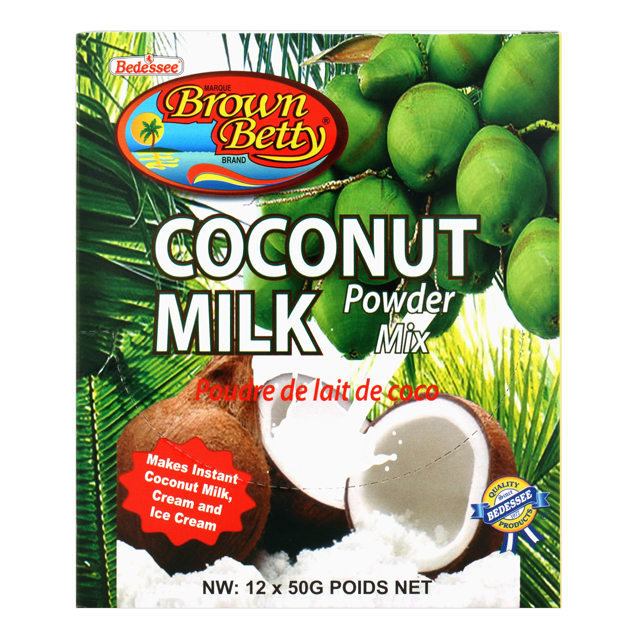 Bedessee
MARQUE
Brown
Betty®
BRAND
COCONUT
MILK
Powder
Mix
Poudre de lait de coco
Makes Instant
Coconut Milk,
Cream and
Ice Cream
QUALITY
BEDESSEE
PRODUCTS
NW: 12 x 50G POIDS NET